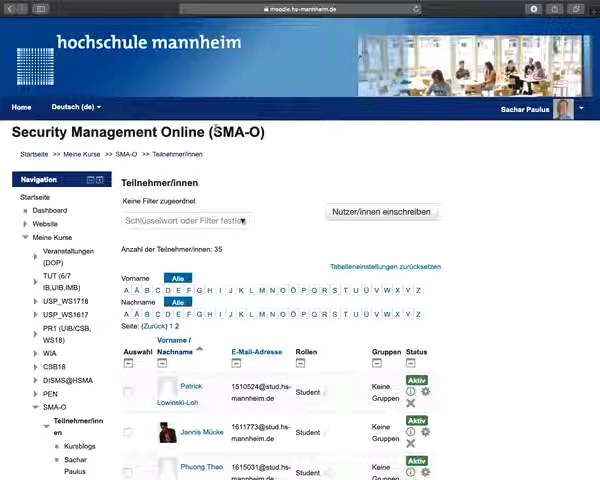 moodle.hs-mannheim.de
hochschule mannheim
Home
Deutsch (de)
Sachar Paulus
Security Management Online (SMA-O)
Startseite >> Meine Kurse >> SMA-O >> Teilnehmer/innen
Navigation
Startseite
Dashboard
Website
Meine Kurse
Veranstaltungen
(DOP)
TUT (6/7
IB,UIB,IMB)
USP_WS1718
USP_WS1617
PR1 (UIB/CSB,
WS18)
WIA
CSB18
DISMS@HSMA
PEN
SMA-O
Teilnehmer/inn
en
Kursblogs
Sachar
Paulus
Teilnehmer/innen
Keine Filter zugeordnet
Schlüsselwort oder Filter festle
Nutzer/innen einschreiben
Anzahl der Teilnehmer/innen: 35
Tabelleneinstellungen zurücksetzen
Vorname Alle
A Ä B C D E F G H I J K L M N O Ö P Q R S T U Ü V W X Y Z
Nachname Alle
A Ä B C D E F G H I J K L M N O Ö P Q R S T U Ü V W X Y Z
Seite: (Zurück) 1 2
Auswahl Vorname / Nachname E-Mail-Adresse Rollen Gruppen Status
Patrick Lowinski-Loh 1510524@stud.hs-mannheim.de Student Keine Gruppen Aktiv
Jannis Mücke 1611773@stud.hs-mannheim.de Student Keine Gruppen Aktiv
Phuong Thao 1615031@stud.hs-mannheim.de Student Keine Gruppen Aktiv